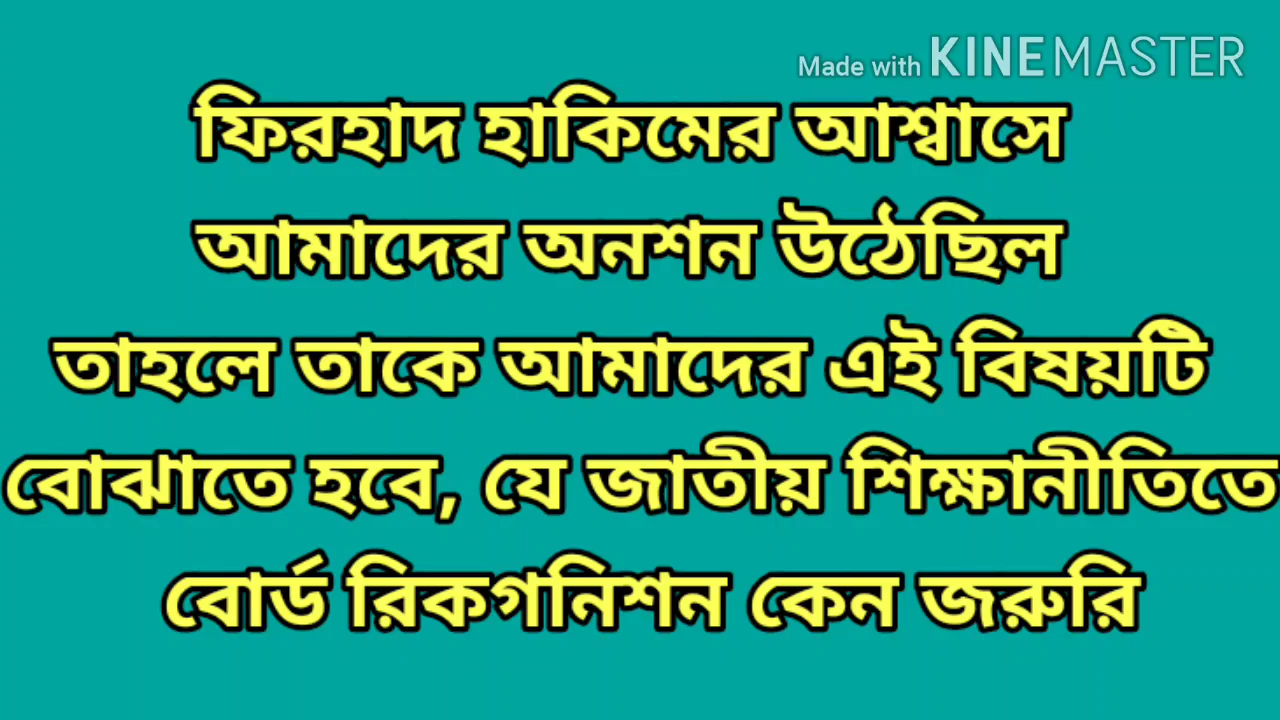 Made with KINEMASTER
ফিরহাদ হাকিমের আশ্বাসে
আমাদের অনশন উঠেছিল
তাহলে তাকে আমাদের এই বিষয়টি
বোঝাতে হবে, যে জাতীয় শিক্ষানীতিতে
বোর্ড রিকগনিশন কেন জরুরি